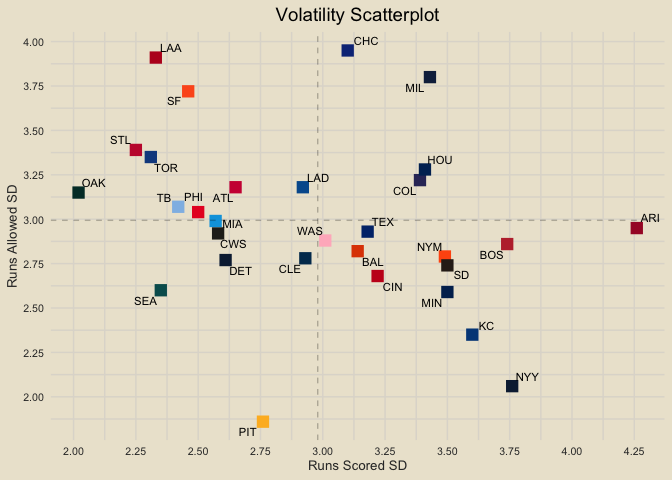 Volatility Scatterplot
Runs Allowed SD
4.00
3.75
3.50
3.25
3.00
2.75
2.50
2.25
2.00
CHC
LAA
MIL
SF
STL
TOR
HOU
OAK
COL
LAD
TB
PHI
ATL
MIA
WAS
TEX
ARI
CWS
NYM
BOS
DET
CLE
BAL
SD
CIN
SEA
MIN
KC
NYY
PIT
2.00
2.25
2.50
2.75
3.00
3.25
3.50
3.75
4.00
4.25
Runs Scored SD